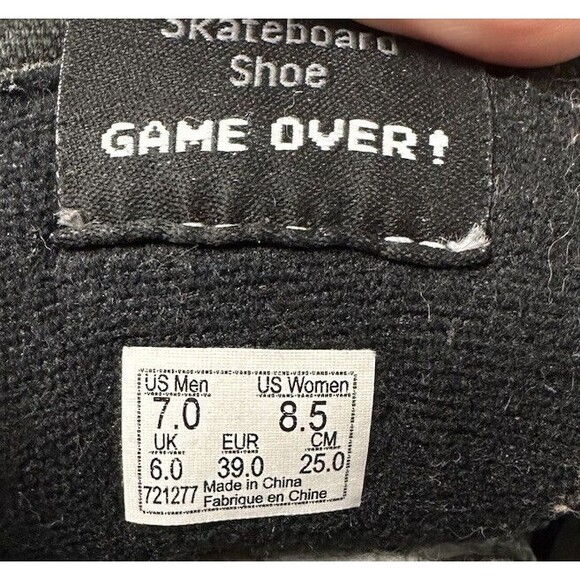 Skateboard
Shoe
GAME OVER!
US Men US Women
7.0 8.5
UK EUR CM
6.0 39.0 25.0
721277 Made in China
Fabrique en Chine